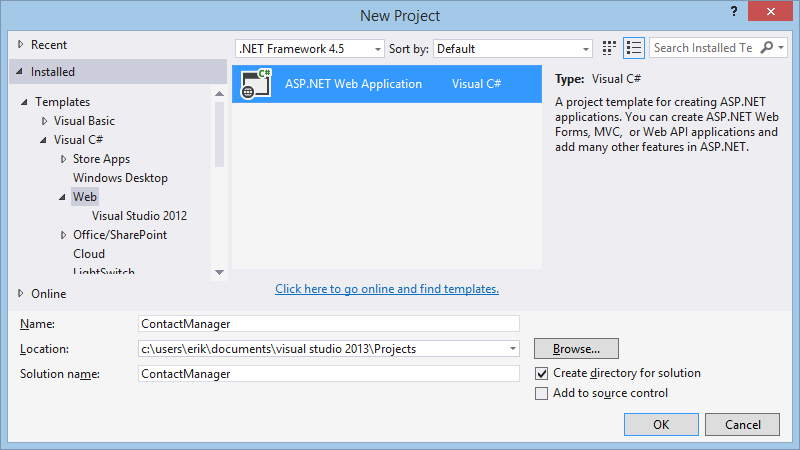 New Project
?
Recent
.NET Framework 4.5
Sort by:
Default
Search Installed Te
Installed
Templates
Visual Basic
Visual C#
Store Apps
Windows Desktop
Web
Visual Studio 2012
Office/SharePoint
Cloud
LightSwitch
Online
C#
ASP.NET Web Application
Visual C#
Type: Visual C#
A project template for creating ASP.NET
applications. You can create ASP.NET Web
Forms, MVC, or Web API applications and
add many other features in ASP.NET.
Click here to go online and find templates.
Name:
ContactManager
Location:
c:\users\erik\documents\visual studio 2013\Projects
Browse...
Solution name:
ContactManager
Create directory for solution
Add to source control
OK
Cancel